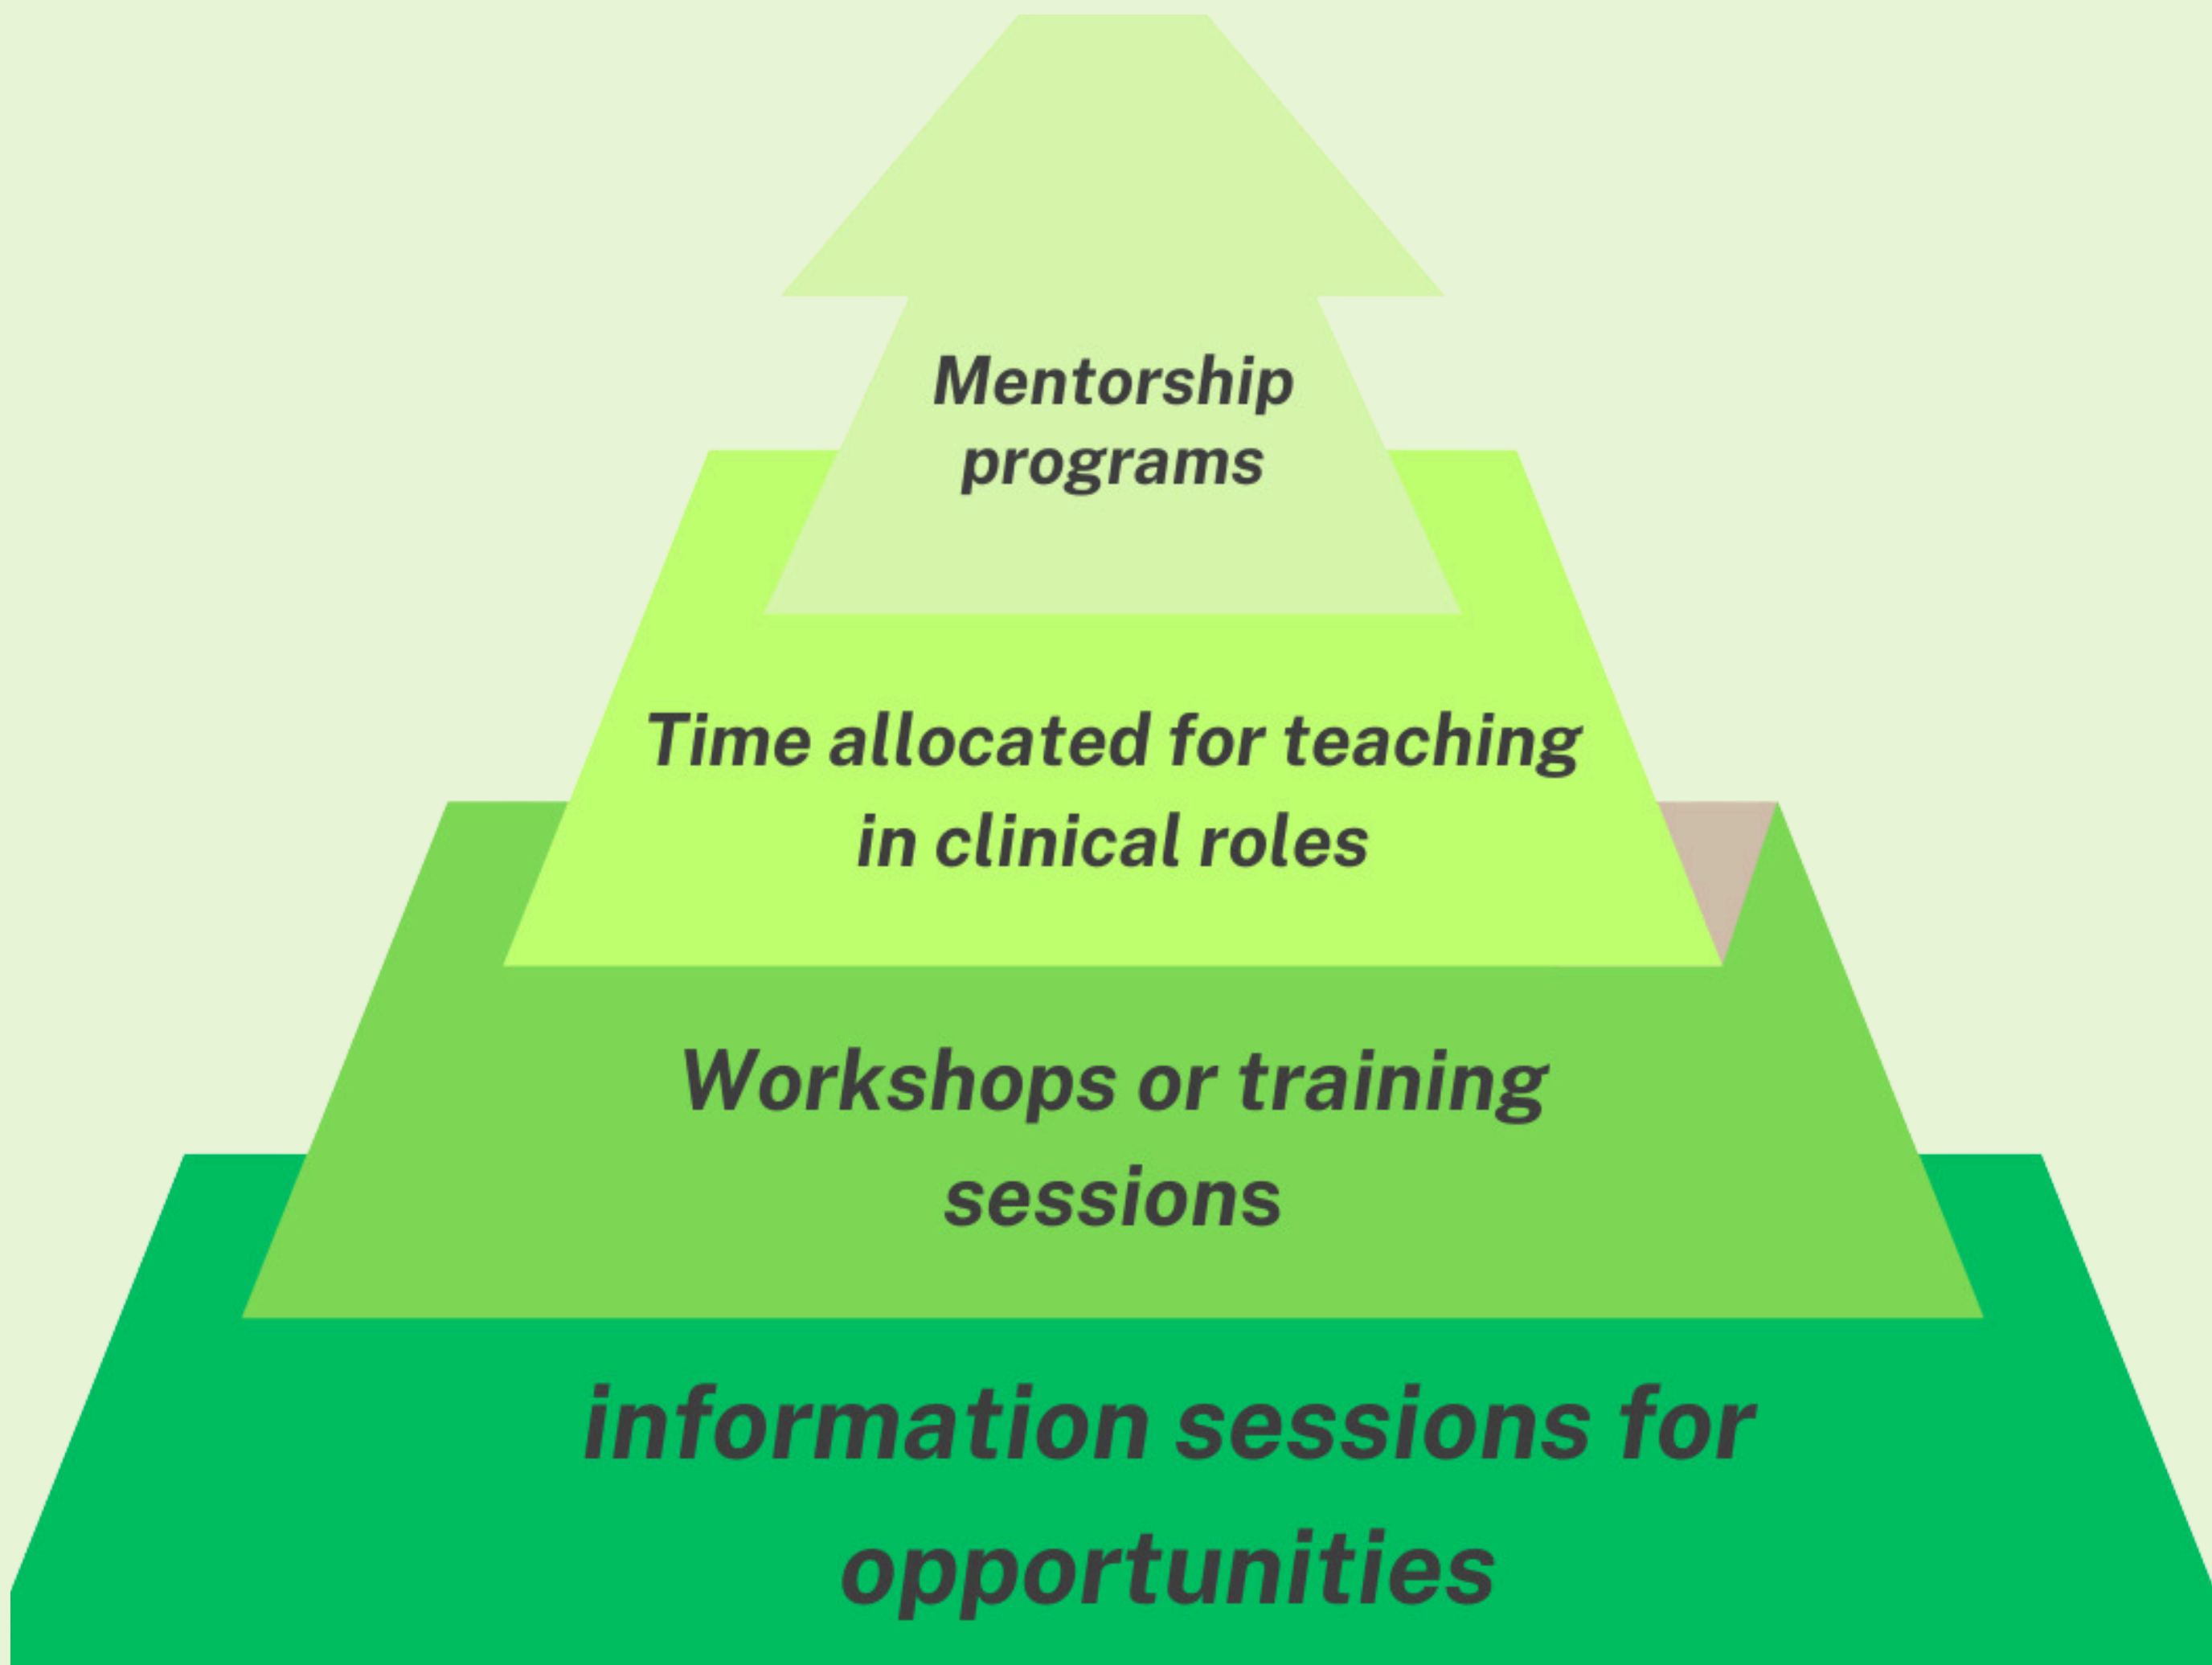 Mentorship
programs
Time allocated for teaching
in clinical roles
Workshops or training
sessions
information sessions for
opportunities